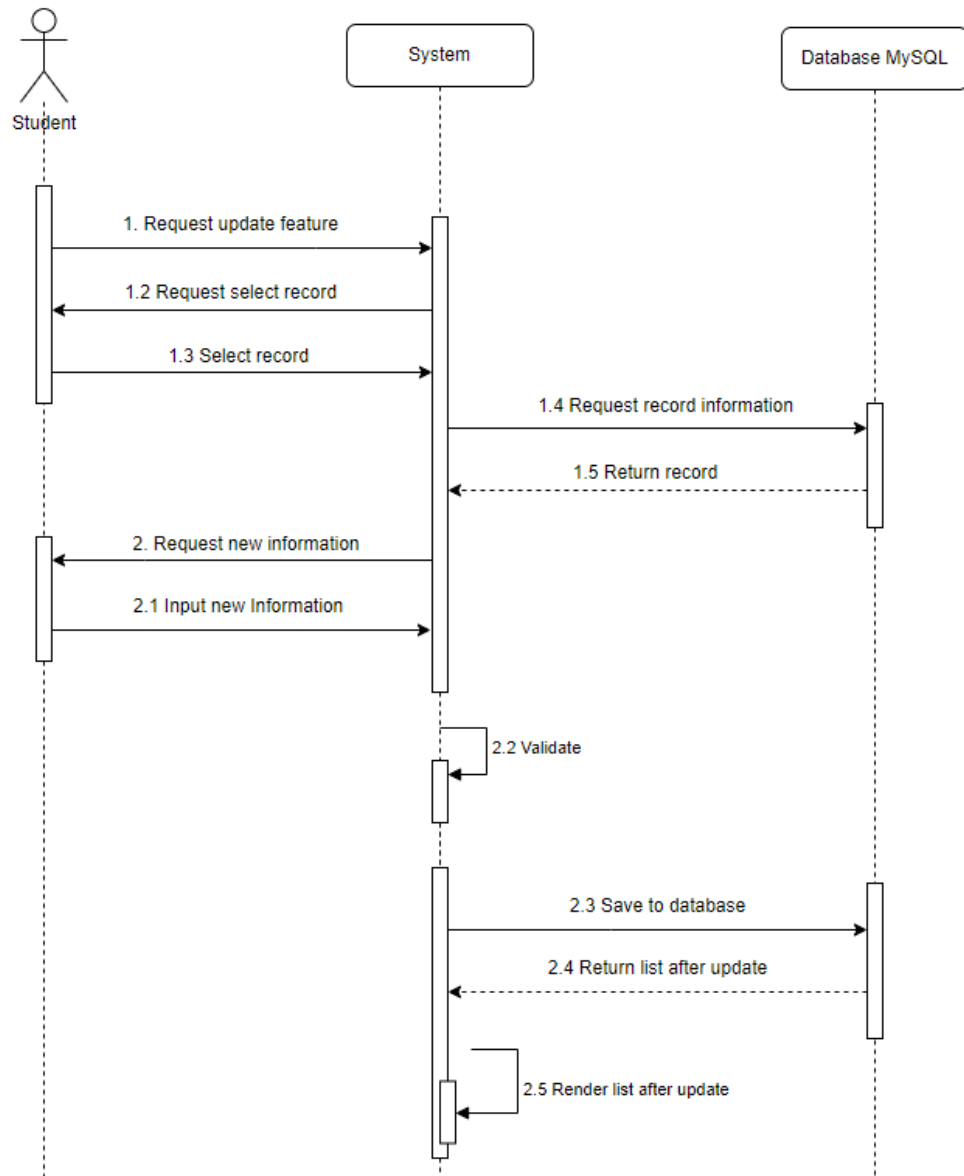 System
Database MySQL
Student
1. Request update feature
1.2 Request select record
1.3 Select record
1.4 Request record information
1.5 Return record
2. Request new information
2.1 Input new Information
2.2 Validate
2.3 Save to database
2.4 Return list after update
2.5 Render list after update